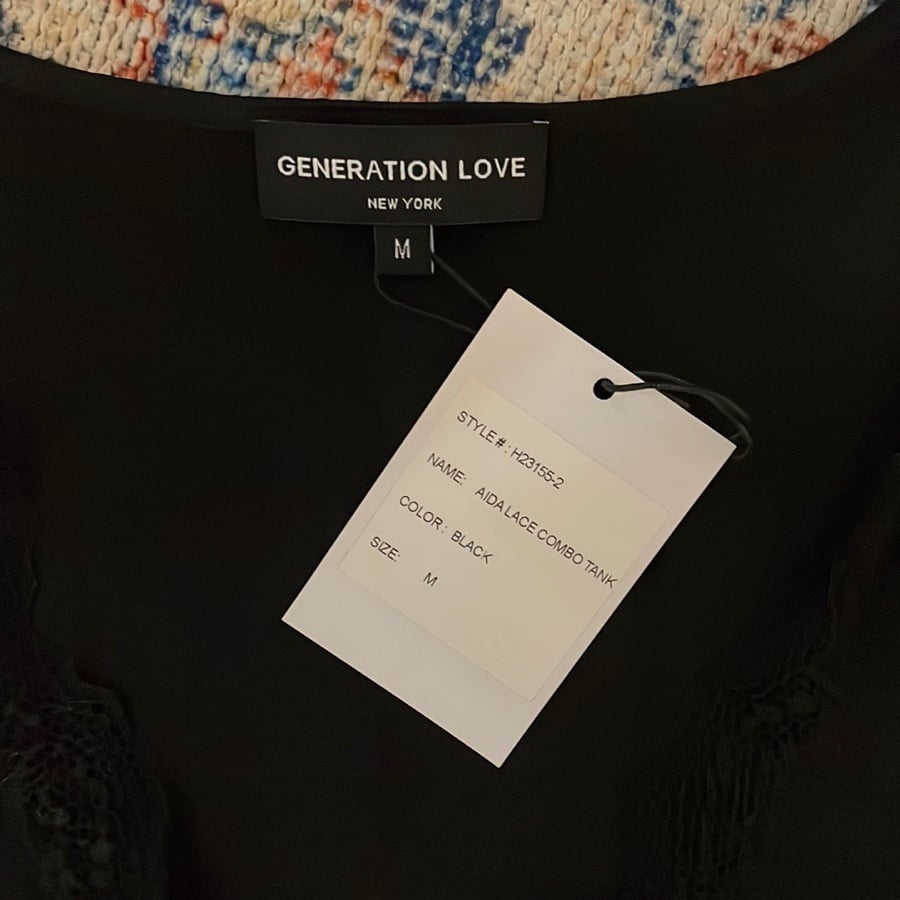 GENERATION LOVE
NEW YORK
M
STYLE # : H23155-2
NAME: AIDA LACE COMBO TANK
COLOR : BLACK
SIZE: M